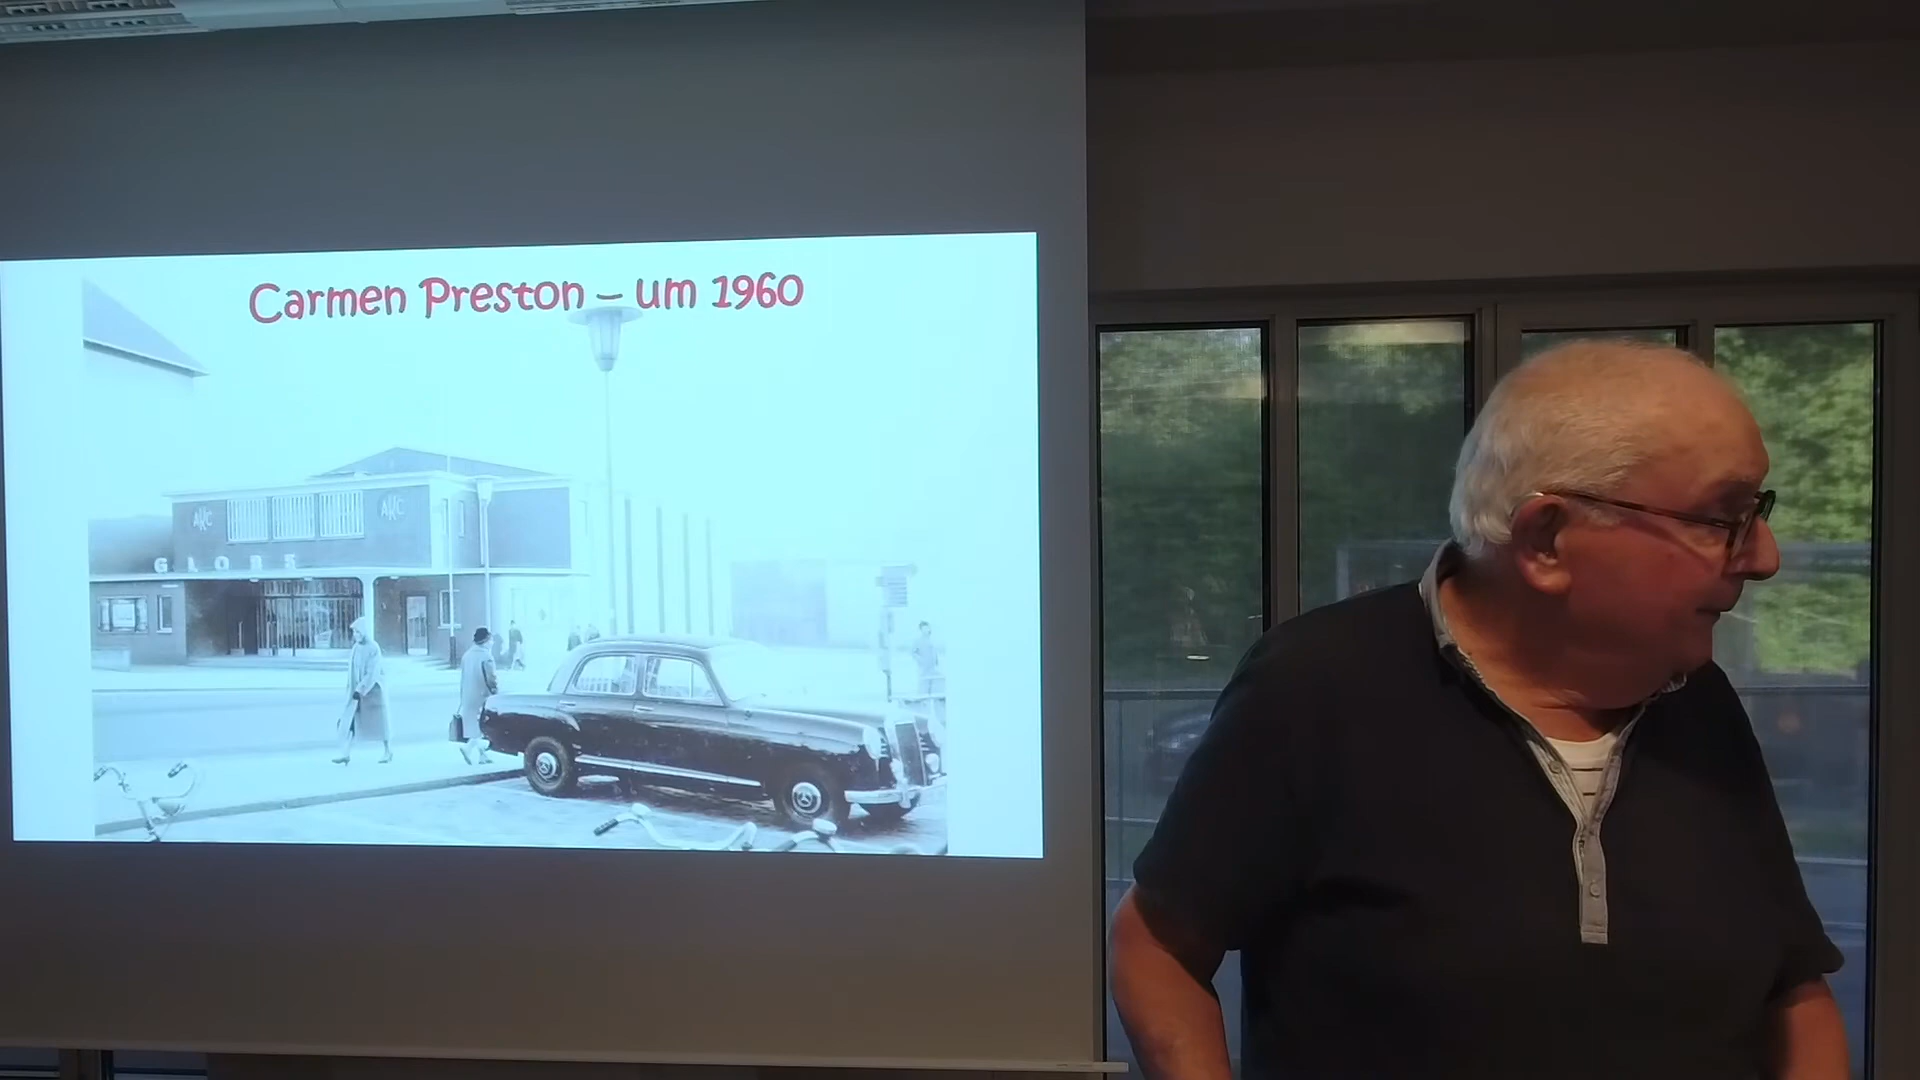 Carmen Preston – um 1960
AKC
AKC
GLOBE